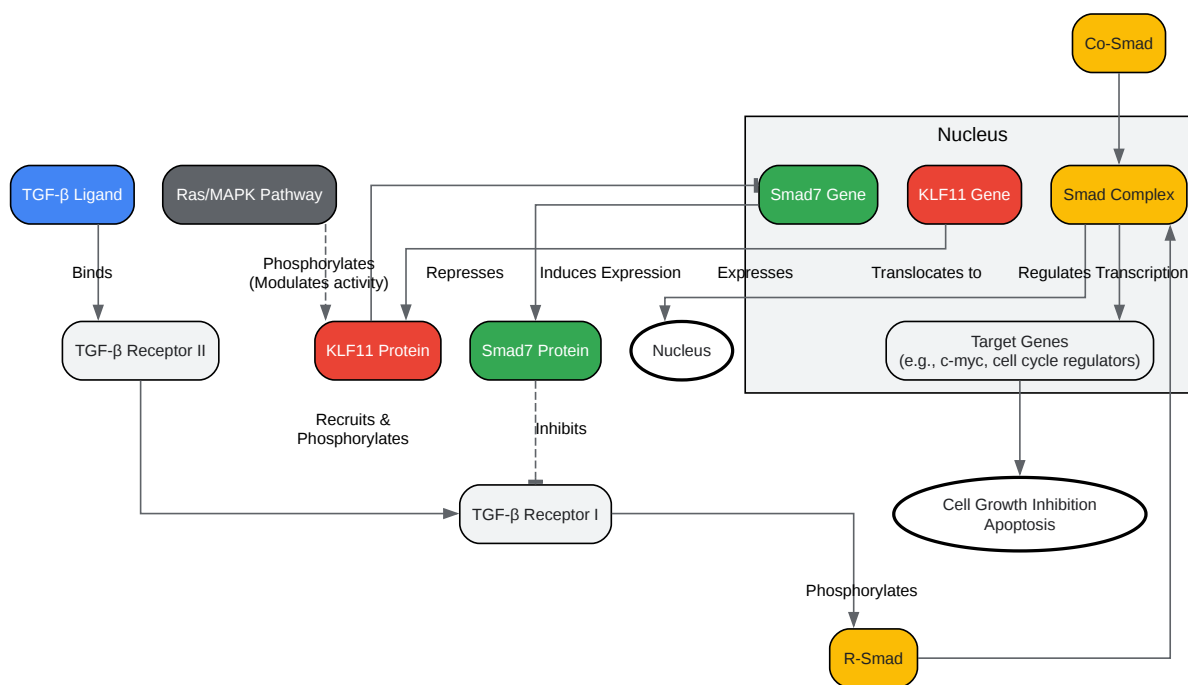 Co-Smad
Nucleus
TGF-β Ligand
Ras/MAPK Pathway
Smad7 Gene
KLF11 Gene
Smad Complex
Binds
Phosphorylates
(Modulates activity)
Represses
Induces Expression
Expresses
Translocates to
Regulates Transcription
TGF-β Receptor II
KLF11 Protein
Smad7 Protein
Nucleus
Target Genes
(e.g., c-myc, cell cycle regulators)
Recruits &
Phosphorylates
Inhibits
TGF-β Receptor I
Cell Growth Inhibition
Apoptosis
Phosphorylates
R-Smad